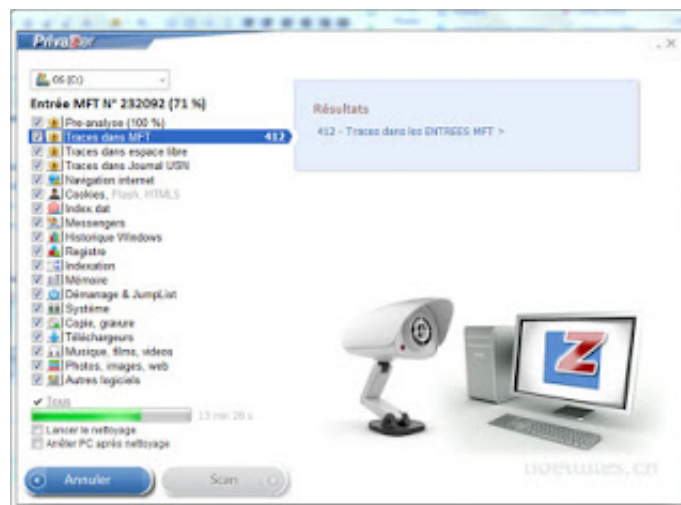 PrivaZer
OS (C:)
Entrée MFT N° 232092 (71 %)
Pre-analyse (100 %)
Traces dans MFT 412
Traces dans espace libre
Traces dans Journal USN
Navigation internet
Cookies, Flash, HTML5
Index.dat
Messengers
Historique Windows
Registre
Indexation
Mémoire
Démarrage & JumpList
Système
Copie, gravure
Téléchargeurs
Musique, films, videos
Photos, images, web
Autres logiciels
Tous
13 min 28 s
Lancer le nettoyage
Arrêter PC après nettoyage
Annuler
Scan
Résultats
412 - Traces dans les ENTREES MFT >
Z